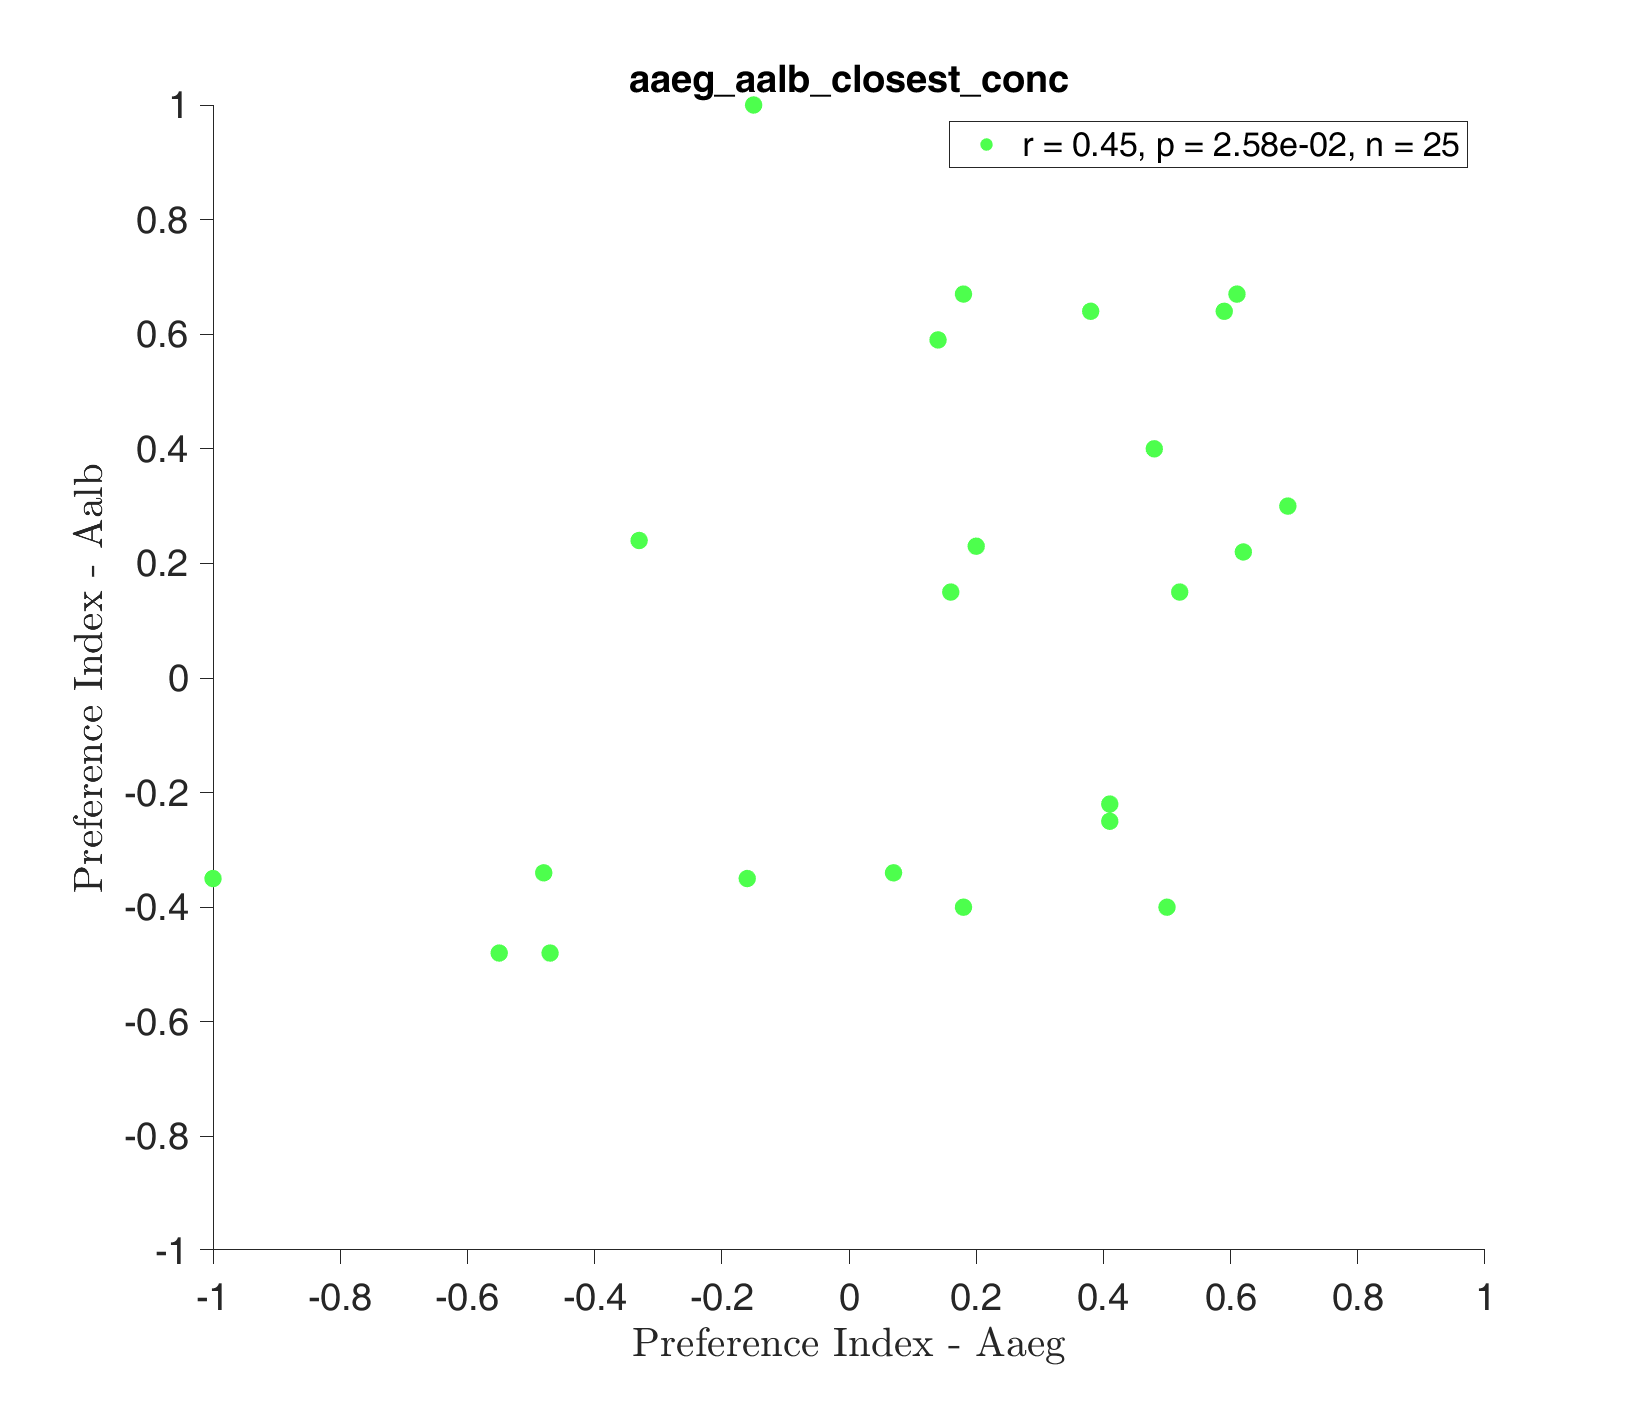 aaeg_aalb_closest_conc
r = 0.45, p = 2.58e-02, n = 25
1
0.8
0.6
0.4
0.2
0
-0.2
-0.4
-0.6
-0.8
-1
Preference Index - Aalb
-1 -0.8 -0.6 -0.4 -0.2 0 0.2 0.4 0.6 0.8 1
Preference Index - Aaeg